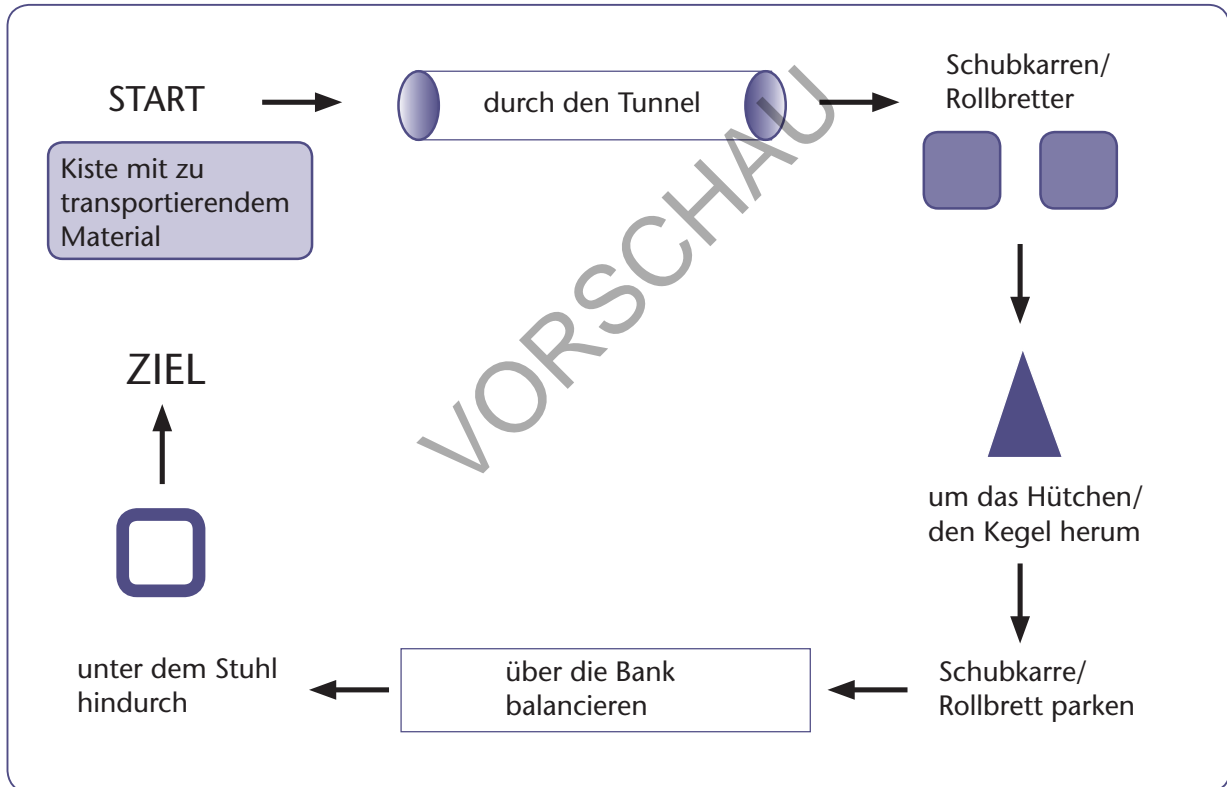 START
Kiste mit zu
transportierendem
Material
durch den Tunnel
Schubkarren/
Rollbretter
um das Hütchen/
den Kegel herum
Schubkarre/
Rollbrett parken
über die Bank
balancieren
unter dem Stuhl
hindurch
ZIEL
VORSCHAU